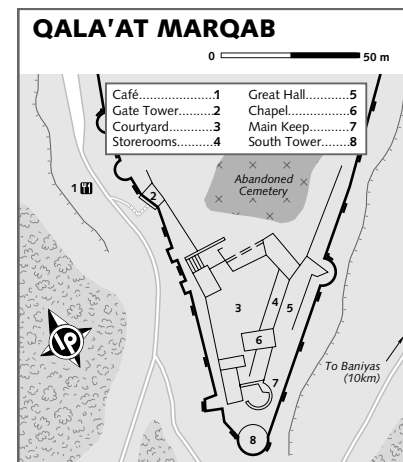 QALA'AT MARQAB
0 50 m
Café............1
Gate Tower.......2
Courtyard..........3
Storerooms.......4
Great Hall...........5
Chapel................6
Main Keep..........7
South Tower.......8
Abandoned
Cemetery
1
2
3
4
5
6
7
8
To Baniyas
(10km)
lp